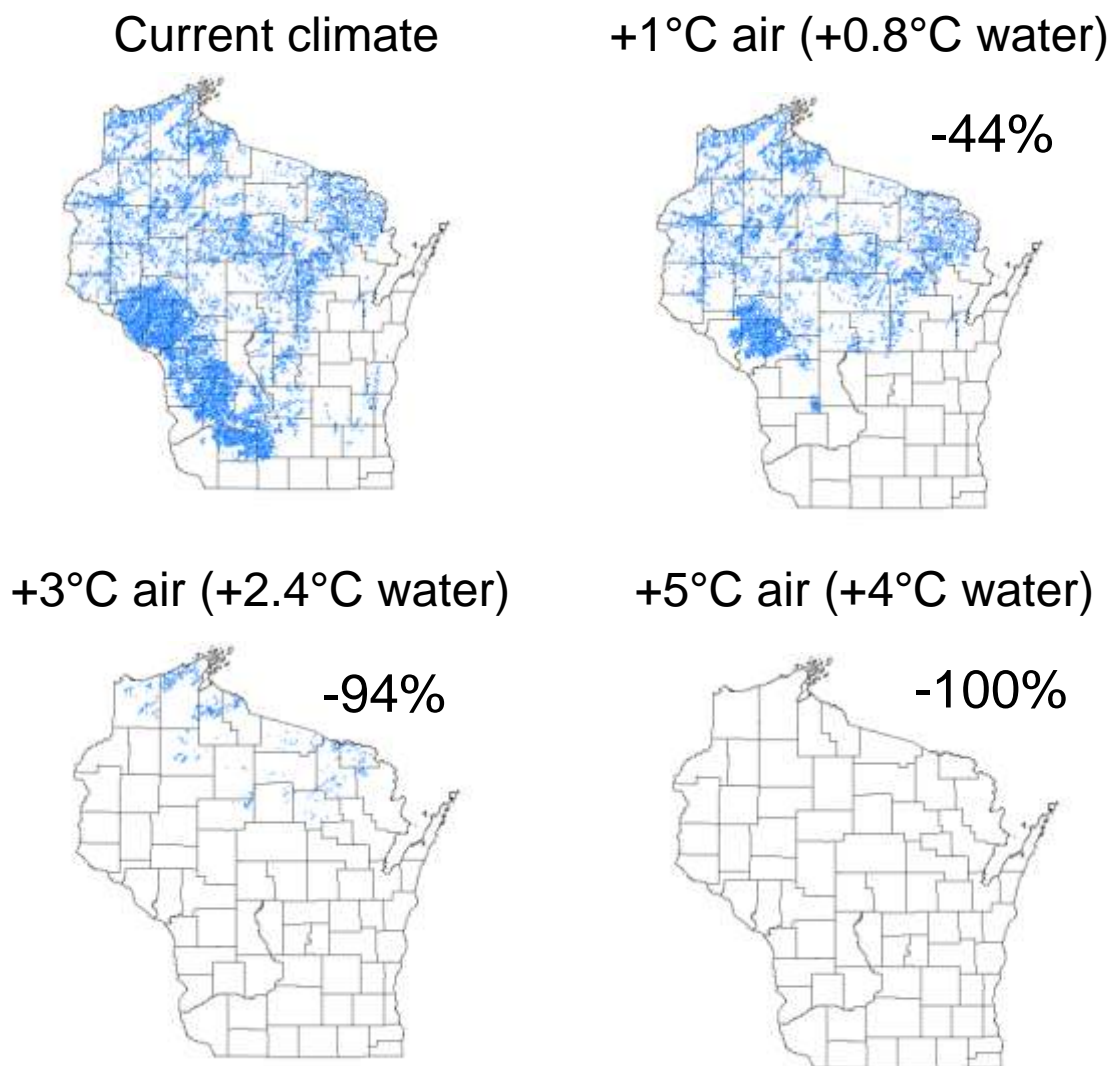 Current climate
+1°C air (+0.8°C water)
-44%
+3°C air (+2.4°C water)
+5°C air (+4°C water)
-94%
-100%